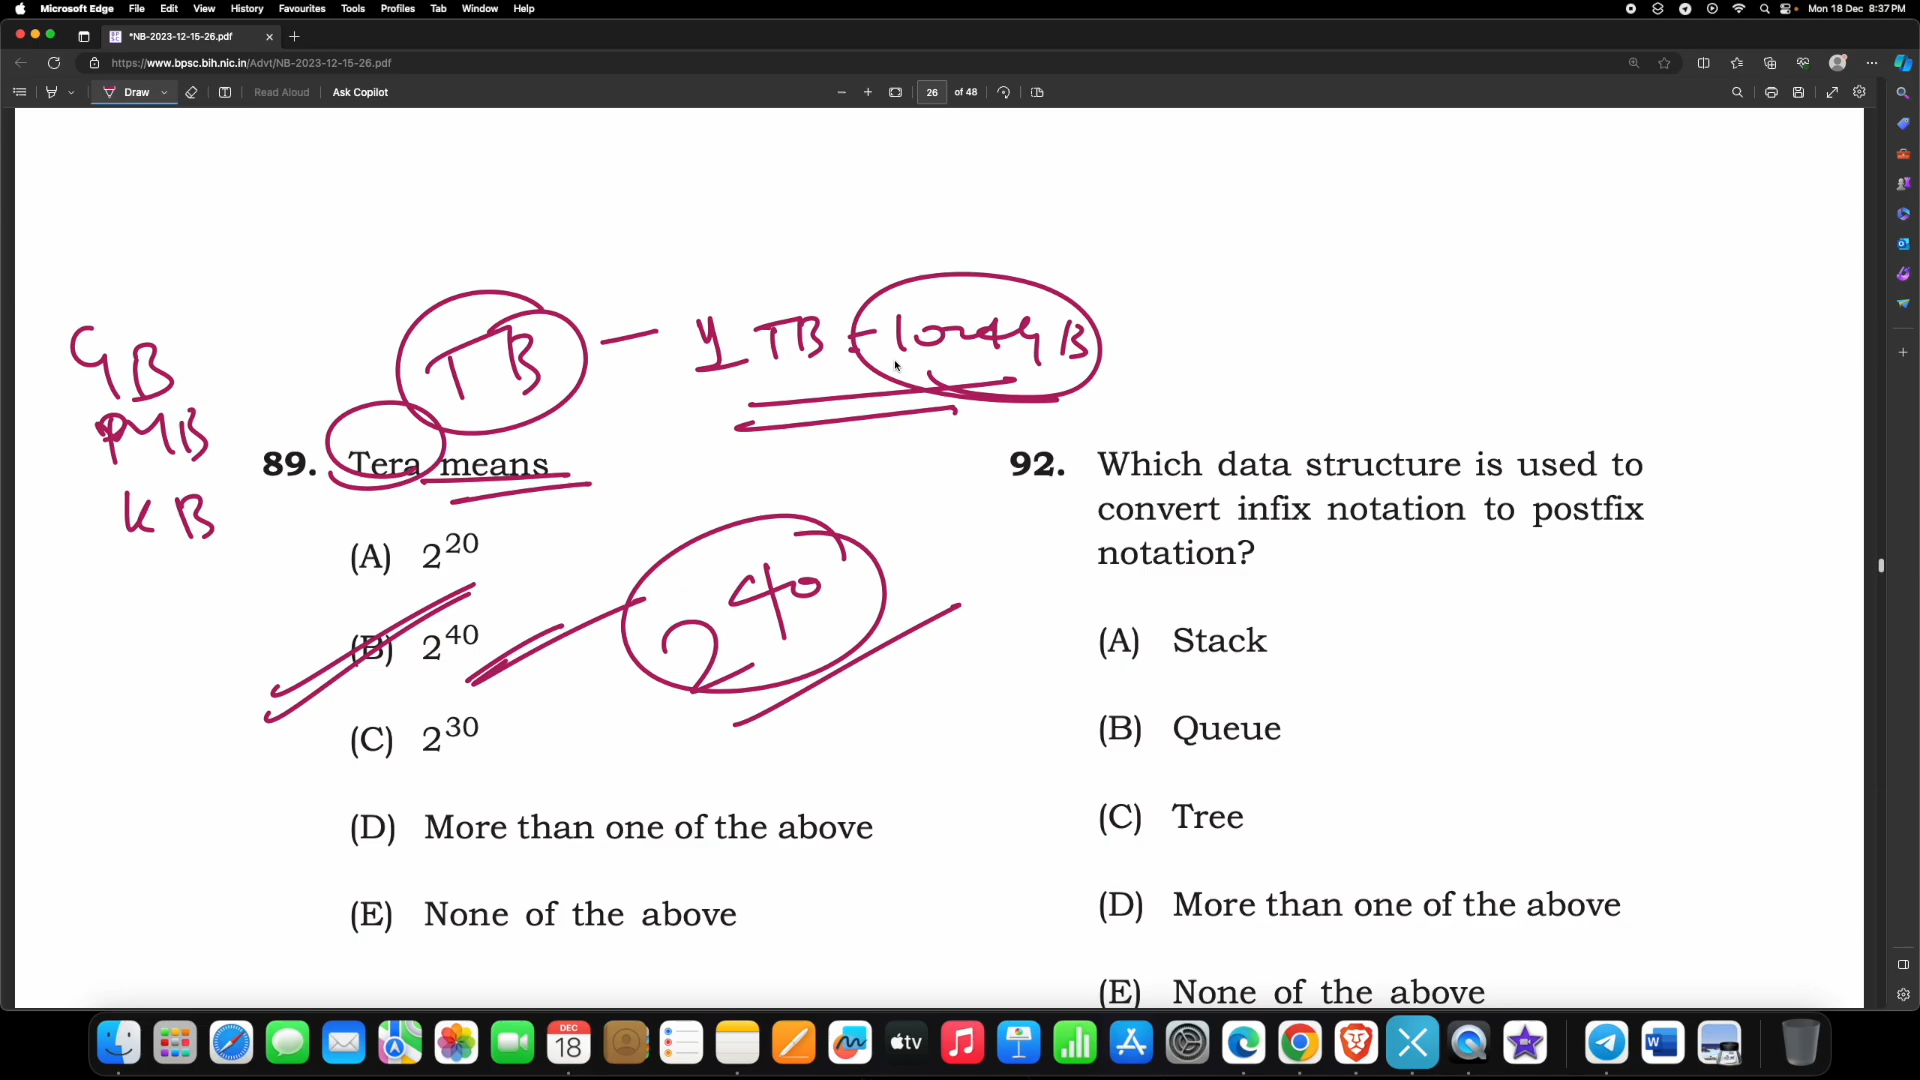 Microsoft Edge File Edit View History Favourites Tools Profiles Tab Window Help
Mon 18 Dec 8:37 PM
*NB-2023-12-15-26.pdf
https://www.bpsc.bih.nic.in/Advt/NB-2023-12-15-26.pdf
Draw
Read Aloud
Ask Copilot
26 of 48
GB
MB
KB
TB — 1 TB = 1024 GB
89. Tera means
(A) 2^20
(B) 2^40
2^40
(C) 2^30
(D) More than one of the above
(E) None of the above
92. Which data structure is used to
convert infix notation to postfix
notation?
(A) Stack
(B) Queue
(C) Tree
(D) More than one of the above
(E) None of the above
DEC
18
tv
W